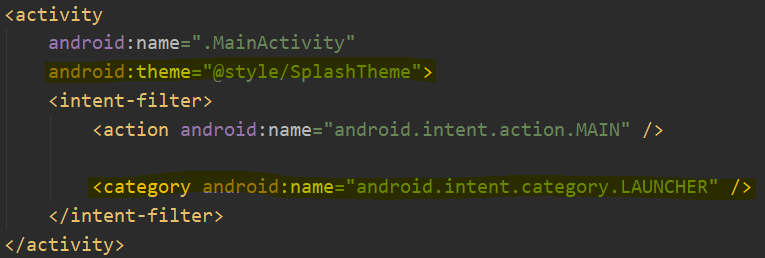 <activity
android:name=".MainActivity"
android:theme="@style/SplashTheme">
<intent-filter>
<action android:name="android.intent.action.MAIN" />
<category android:name="android.intent.category.LAUNCHER" />
</intent-filter>
</activity>